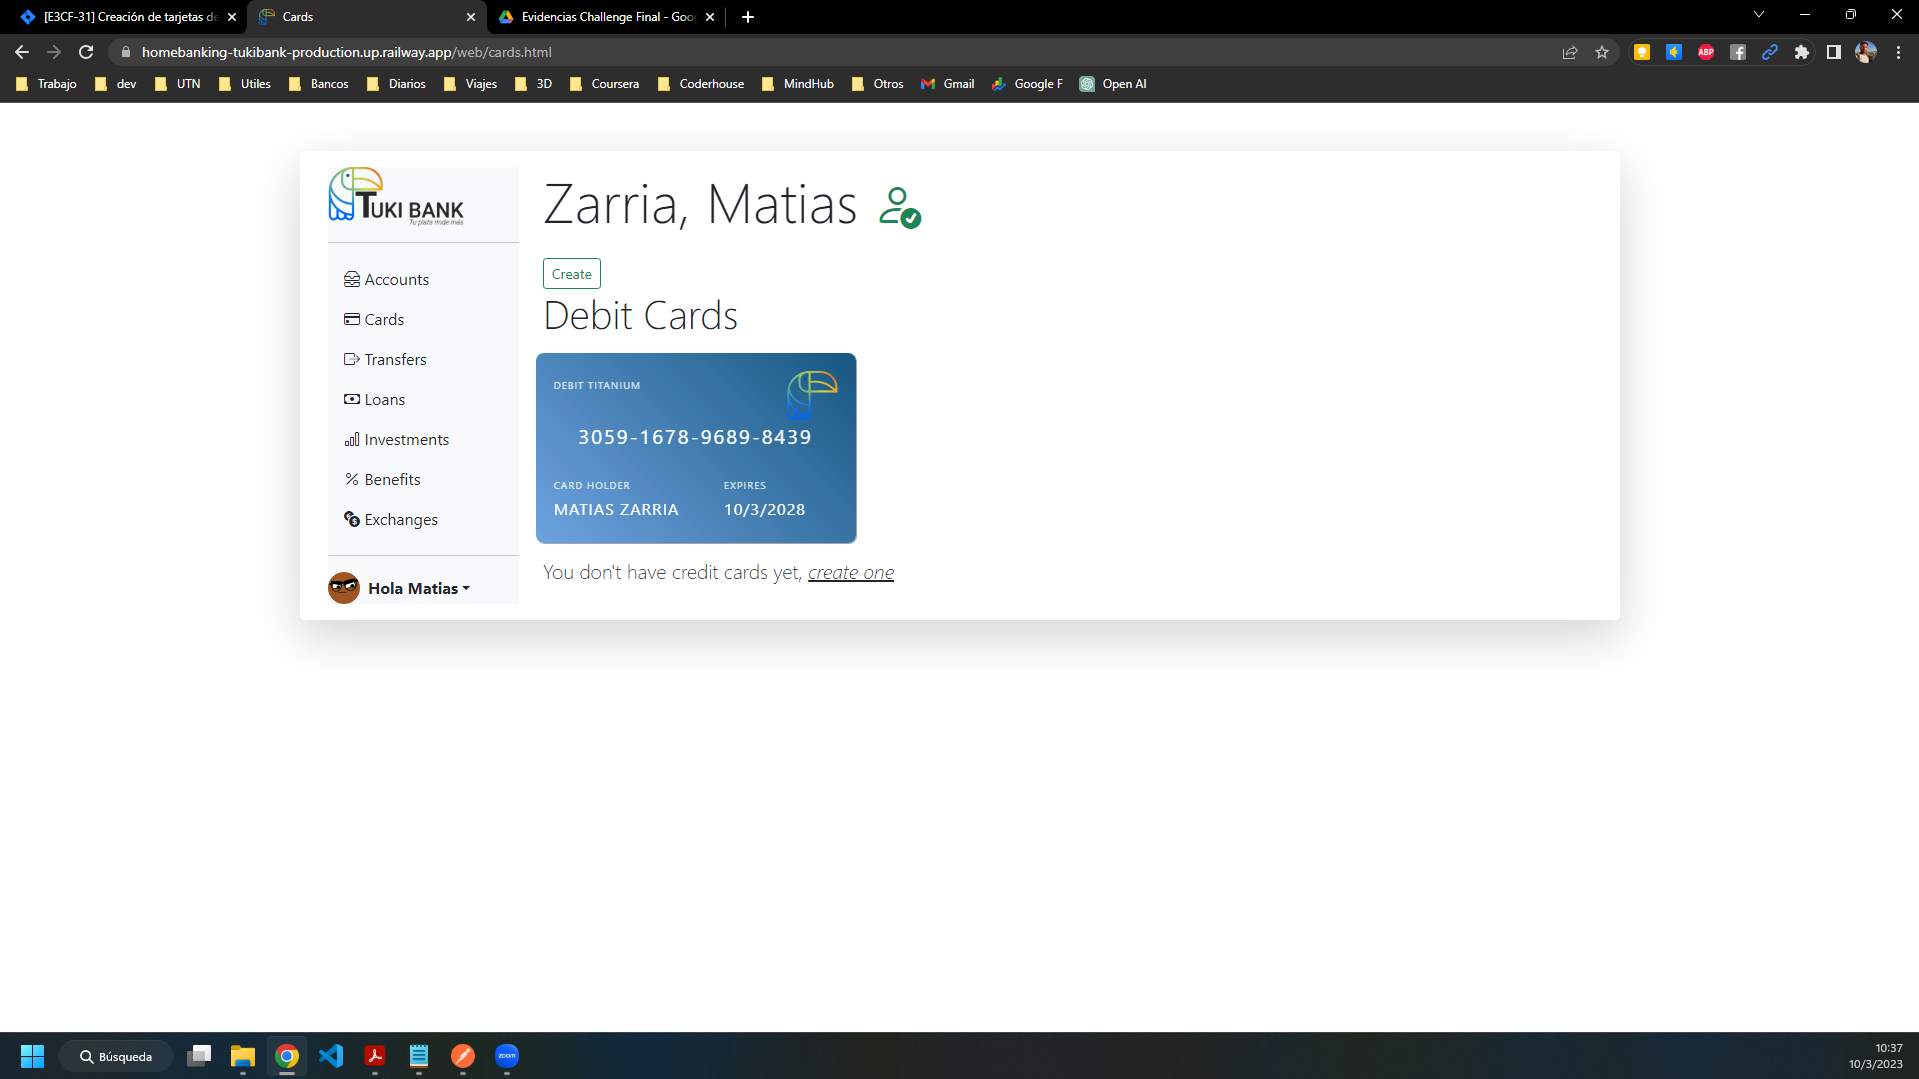 [E3CF-31] Creación de tarjetas de
Cards
Evidencias Challenge Final - Goo
homebanking-tukibank-production.up.railway.app/web/cards.html
ABP
Trabajo
dev
UTN
Utiles
Bancos
Diarios
Viajes
3D
Coursera
Coderhouse
MindHub
Otros
Gmail
Google F
Open AI
TUKI BANK
Tu plata rinde más
Zarria, Matias
Create
Accounts
Cards
Transfers
Loans
Investments
Benefits
Exchanges
Hola Matias
Debit Cards
DEBIT TITANIUM
3059-1678-9689-8439
CARD HOLDER
EXPIRES
MATIAS ZARRIA
10/3/2028
You don't have credit cards yet, create one
Búsqueda
zoom
10:37
10/3/2023